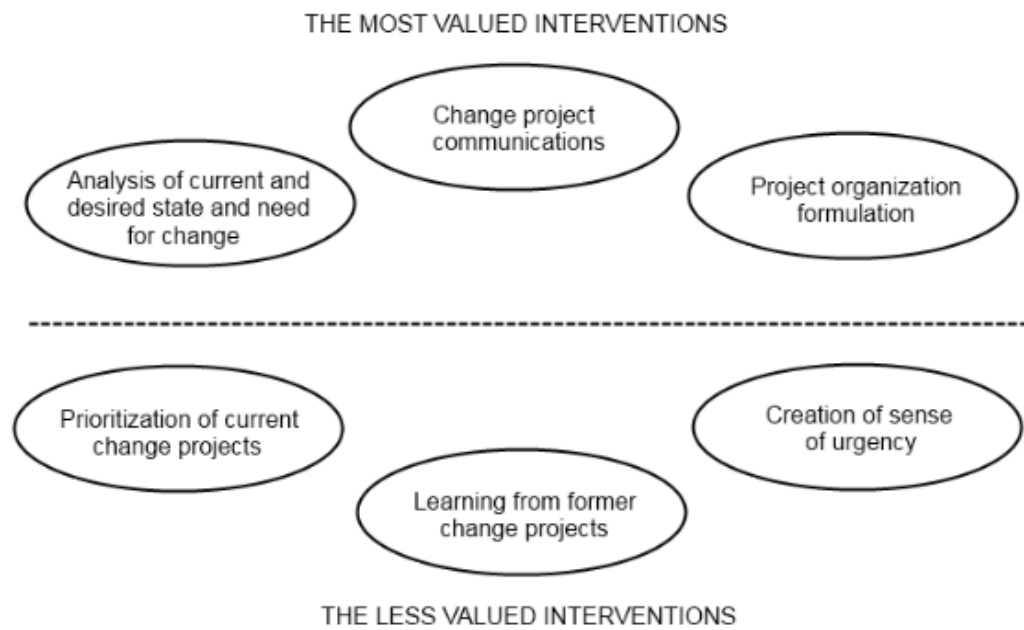 THE MOST VALUED INTERVENTIONS
Change project
communications
Analysis of current and
desired state and need
for change
Project organization
formulation
Prioritization of current
change projects
Creation of sense
of urgency
Learning from former
change projects
THE LESS VALUED INTERVENTIONS